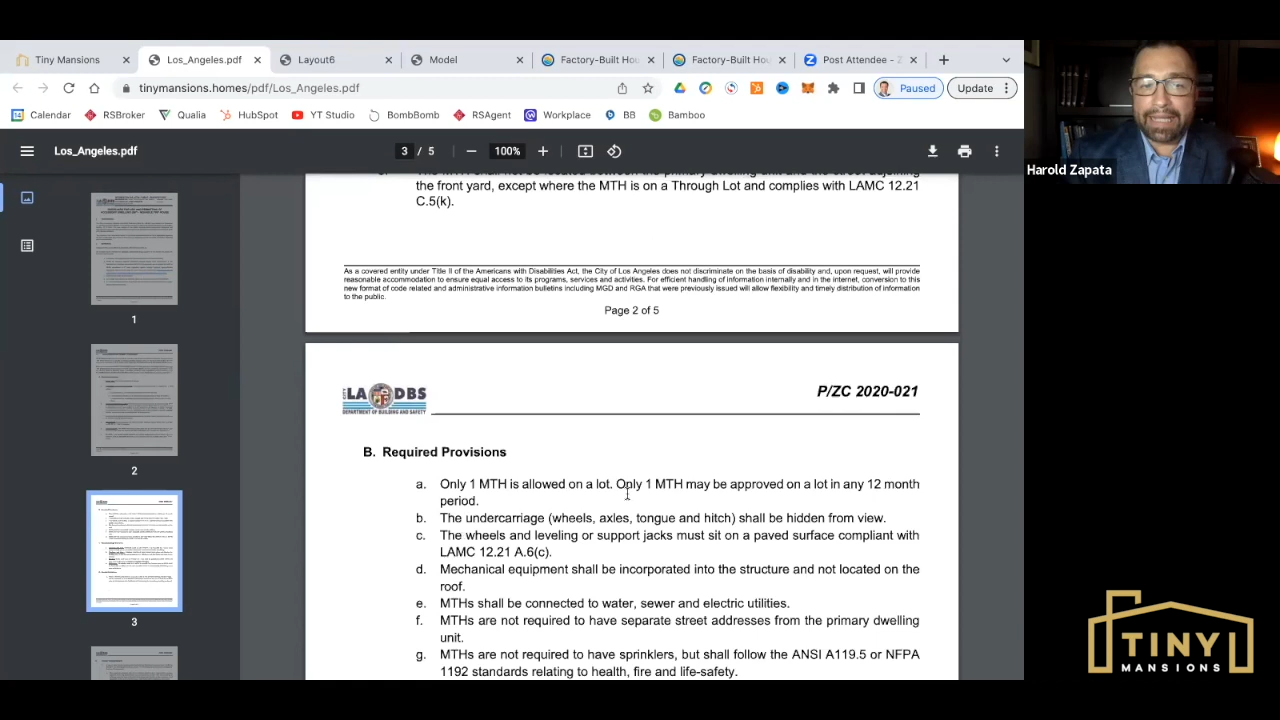 Tiny Mansions
Los_Angeles.pdf
Layout6
Model
Factory-Built Hou
Factory-Built Hou
Post Attendee - Z
tinymansions.homes/pdf/Los_Angeles.pdf
Paused
Update
Calendar
RSBroker
Qualia
HubSpot
YT Studio
BombBomb
RSAgent
Workplace
BB
Bamboo
Harold Zapata
Los_Angeles.pdf
3 / 5
100%
the front yard, except where the MTH is on a Through Lot and complies with LAMC 12.21
C.5(k).
As a covered entity under Title II of the Americans with Disabilities Act, the City of Los Angeles does not discriminate on the basis of disability and, upon request, will provide
reasonable accommodation to ensure equal access to its programs, services and activities. For efficient handling of information internally and in the internet, conversion to this
new format of code related and administrative information bulletins including MGD and RGA that were previously issued will allow flexibility and timely distribution of information
to the public.
Page 2 of 5
LA DBS
DEPARTMENT OF BUILDING AND SAFETY
P/ZC 2020-021
B. Required Provisions
a. Only 1 MTH is allowed on a lot. Only 1 MTH may be approved on a lot in any 12 month
period.
b. The undercarriage (wheels, axles, tongue and hitch) shall be hidden from view.
c. The wheels and leveling or support jacks must sit on a paved surface compliant with
LAMC 12.21 A.6(c).
d. Mechanical equipment shall be incorporated into the structure and not located on the
roof.
e. MTHs shall be connected to water, sewer and electric utilities.
f. MTHs are not required to have separate street addresses from the primary dwelling
unit.
g. MTHs are not required to have sprinklers, but shall follow the ANSI A119.5 or NFPA
1192 standards relating to health, fire and life-safety.
1
2
3
TINY
MANSIONS